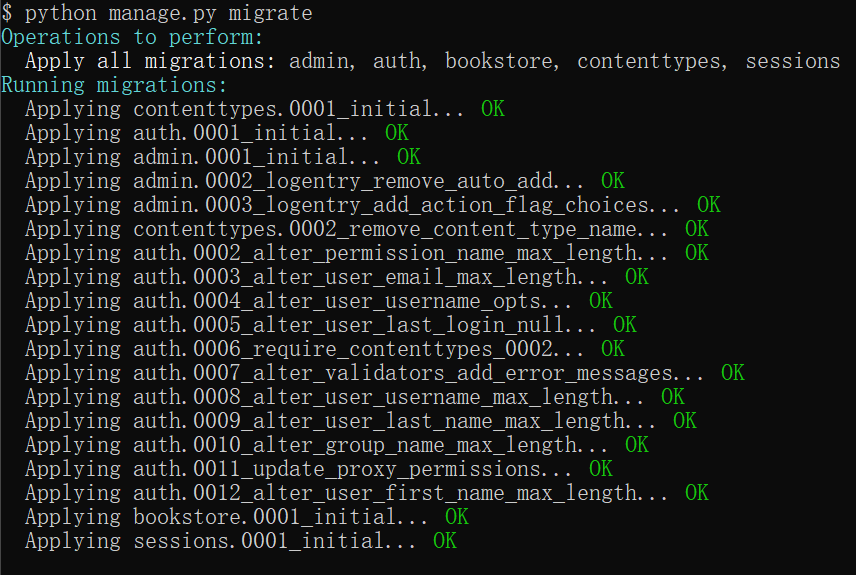 $ python manage.py migrate
Operations to perform:
  Apply all migrations: admin, auth, bookstore, contenttypes, sessions
Running migrations:
  Applying contenttypes.0001_initial... OK
  Applying auth.0001_initial... OK
  Applying admin.0001_initial... OK
  Applying admin.0002_logentry_remove_auto_add... OK
  Applying admin.0003_logentry_add_action_flag_choices... OK
  Applying contenttypes.0002_remove_content_type_name... OK
  Applying auth.0002_alter_permission_name_max_length... OK
  Applying auth.0003_alter_user_email_max_length... OK
  Applying auth.0004_alter_user_username_opts... OK
  Applying auth.0005_alter_user_last_login_null... OK
  Applying auth.0006_require_contenttypes_0002... OK
  Applying auth.0007_alter_validators_add_error_messages... OK
  Applying auth.0008_alter_user_username_max_length... OK
  Applying auth.0009_alter_user_last_name_max_length... OK
  Applying auth.0010_alter_group_name_max_length... OK
  Applying auth.0011_update_proxy_permissions... OK
  Applying auth.0012_alter_user_first_name_max_length... OK
  Applying bookstore.0001_initial... OK
  Applying sessions.0001_initial... OK